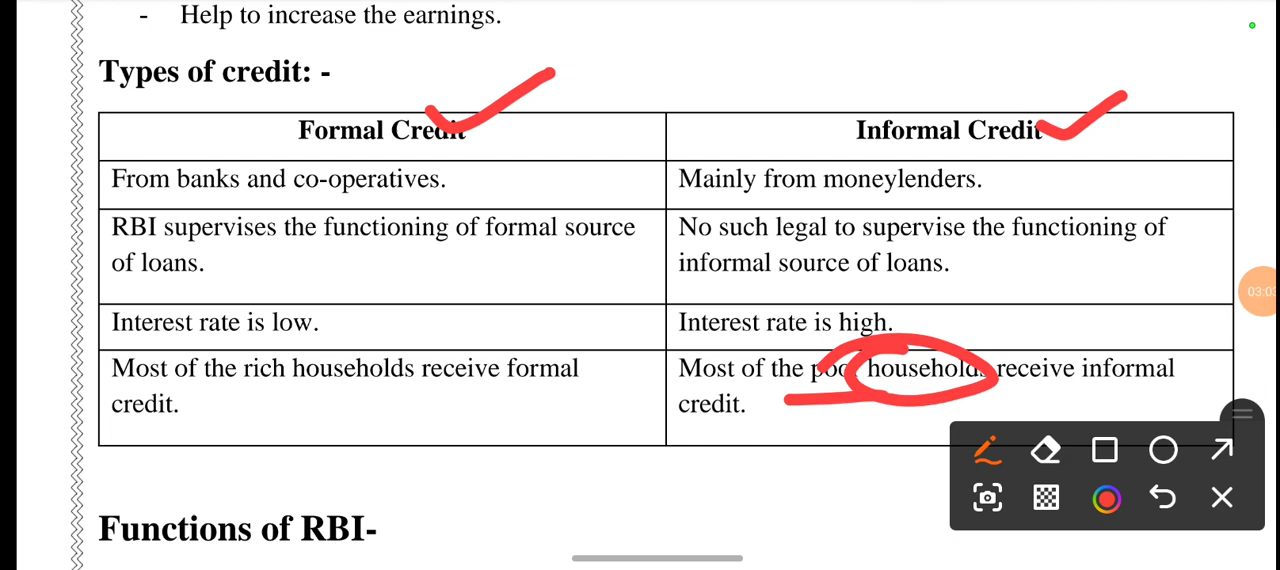 - Help to increase the earnings.
Types of credit: -
Formal Credit
Informal Credit
From banks and co-operatives.
Mainly from moneylenders.
RBI supervises the functioning of formal source
of loans.
No such legal to supervise the functioning of
informal source of loans.
Interest rate is low.
Interest rate is high.
Most of the rich households receive formal
credit.
Most of the poor households receive informal
credit.
Functions of RBI-